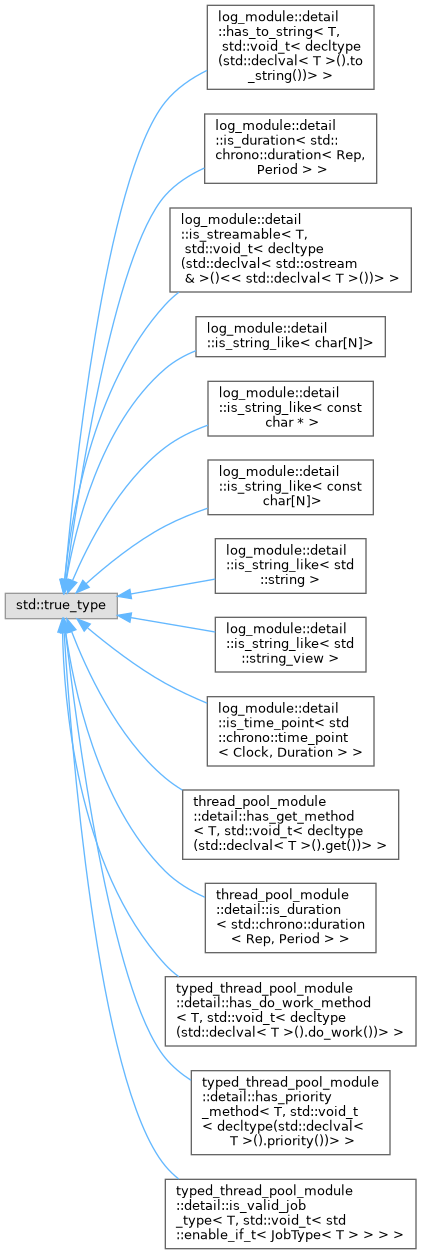 log_module::detail
::has_to_string< T,
std::void_t< decltype
(std::declval< T >().to
_string())> >
log_module::detail
::is_duration< std::
chrono::duration< Rep,
Period > >
log_module::detail
::is_streamable< T,
std::void_t< decltype
(std::declval< std::ostream
& >()<< std::declval< T >())> >
log_module::detail
::is_string_like< char[N]>
log_module::detail
::is_string_like< const
char * >
log_module::detail
::is_string_like< const
char[N]>
log_module::detail
::is_string_like< std
::string >
std::true_type
log_module::detail
::is_string_like< std
::string_view >
log_module::detail
::is_time_point< std
::chrono::time_point
< Clock, Duration > >
thread_pool_module
::detail::has_get_method
< T, std::void_t< decltype
(std::declval< T >().get())> >
thread_pool_module
::detail::is_duration
< std::chrono::duration
< Rep, Period > >
typed_thread_pool_module
::detail::has_do_work_method
< T, std::void_t< decltype
(std::declval< T >().do_work())> >
typed_thread_pool_module
::detail::has_priority
_method< T, std::void_t
< decltype(std::declval<
T >().priority())> >
typed_thread_pool_module
::detail::is_valid_job
_type< T, std::void_t< std
::enable_if_t< JobType< T > > > >